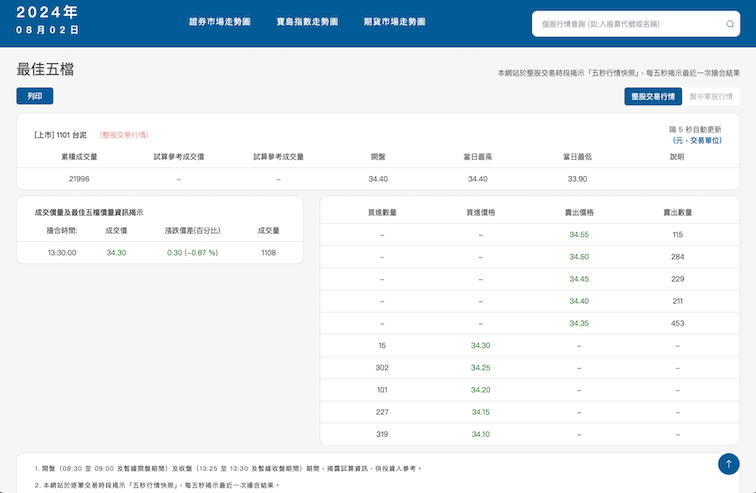 2024年
08月02日
證券市場走勢圖 寶島指數走勢圖 期貨市場走勢圖
個股行情查詢 (如:入股票代號或名稱)
最佳五檔
本網站於整股交易時段揭示「五秒行情快照」，每五秒揭示最近一次撮合結果
列印
整股交易行情 盤中零股行情
[上市] 1101 台泥 (整股交易行情)
隔 5 秒自動更新
(元，交易單位)
累積成交量 試算參考成交價 試算參考成交量 開盤 當日最高 當日最低 說明
21996 – – 34.40 34.40 33.90
成交價量及最佳五檔價量資訊揭示
撮合時間: 成交價 漲跌價差(百分比) 成交量
13:30:00 34.30 0.30 (−0.87 %) 1108
買進數量 買進價格 賣出價格 賣出數量
– – 34.55 115
– – 34.50 284
– – 34.45 229
– – 34.40 211
– – 34.35 453
15 34.30 – –
302 34.25 – –
101 34.20 – –
227 34.15 – –
319 34.10 – –
1. 開盤（08:30 至 09:00 及暫緩開盤期間）及收盤（13:25 至 13:30 及暫緩收盤期間）期間，揭露試算資訊，供投資人參考。
2. 本網站於逐筆交易時段揭示「五秒行情快照」，每五秒揭示最近一次撮合結果。